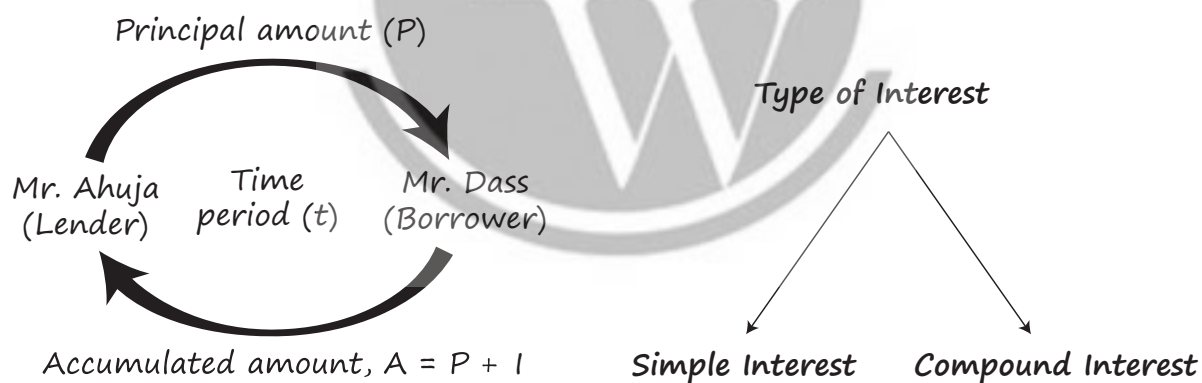 Principal amount (P)
Mr. Ahuja
(Lender)
Time
period (t)
Mr. Dass
(Borrower)
Accumulated amount, A = P + I
Type of Interest
Simple Interest
Compound Interest